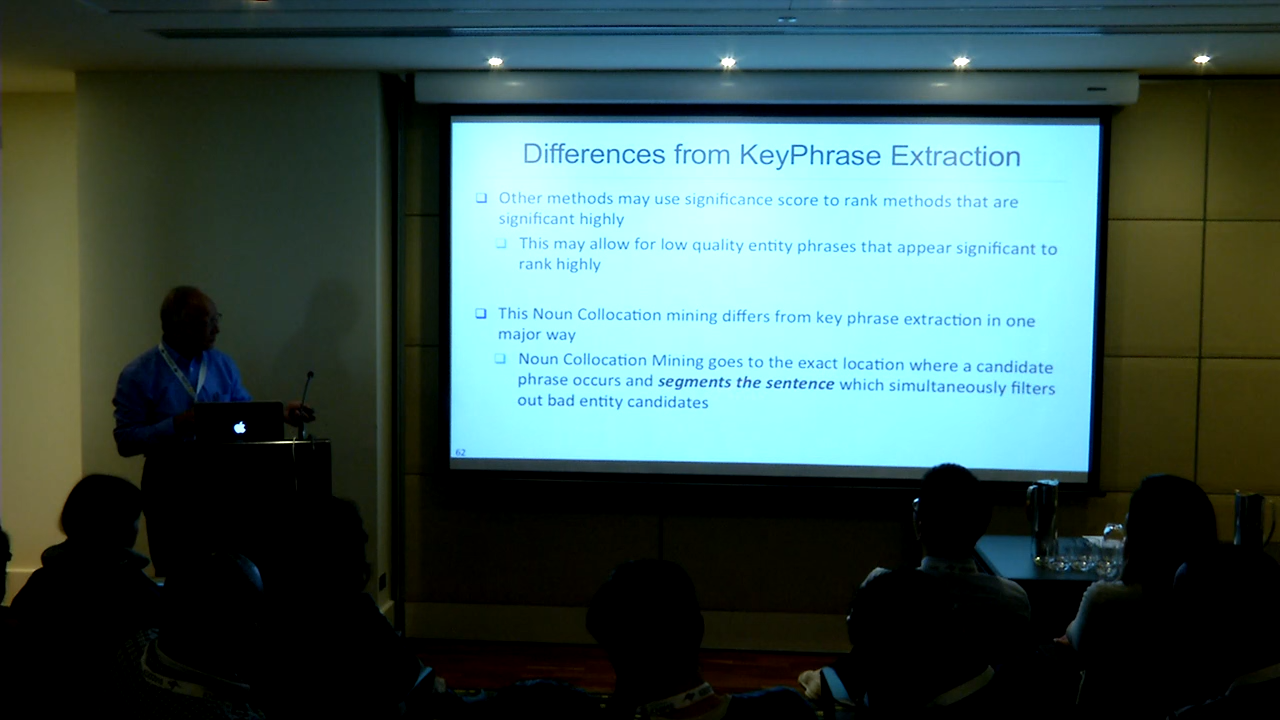 Differences from KeyPhrase Extraction
❑ Other methods may use significance score to rank methods that are
significant highly
❑ This may allow for low quality entity phrases that appear significant to
rank highly
❑ This Noun Collocation mining differs from key phrase extraction in one
major way
❑ Noun Collocation Mining goes to the exact location where a candidate
phrase occurs and segments the sentence which simultaneously filters
out bad entity candidates
62